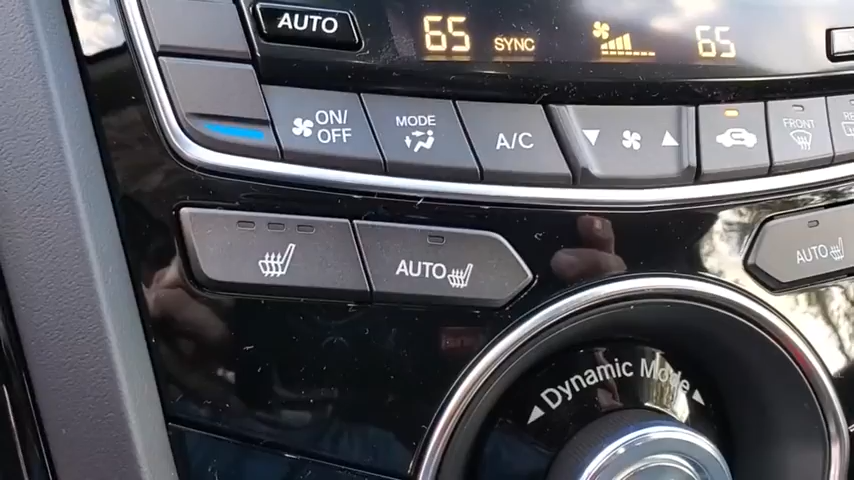 AUTO
65 SYNC 65
ON/
OFF
MODE
A/C
FRONT
AUTO
AUTO
Dynamic Mode